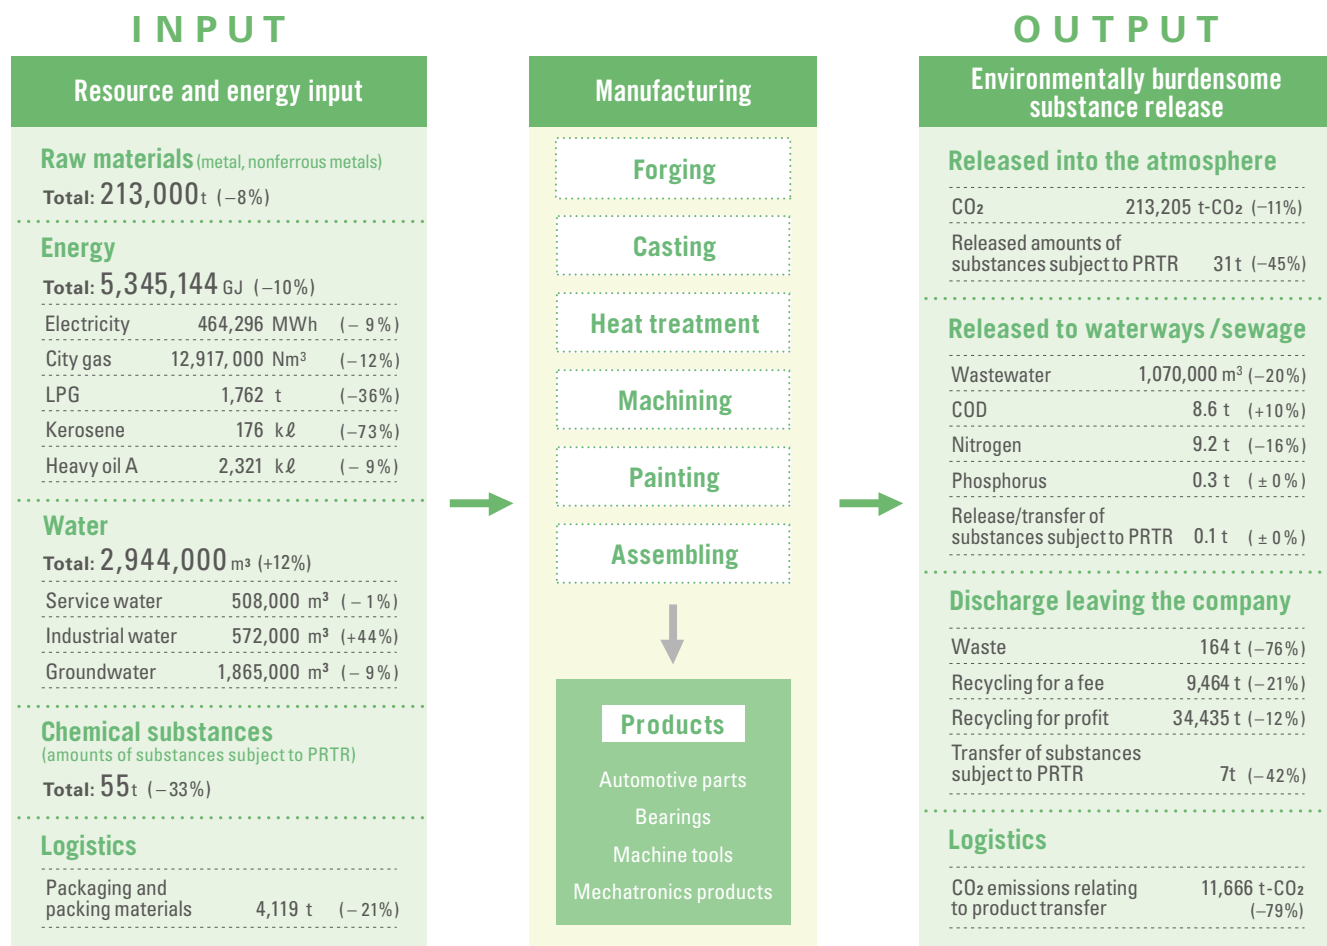 INPUT
Resource and energy input
Raw materials (metal, nonferrous metals)
Total: 213,000 t (−8%)
Energy
Total: 5,345,144 GJ (−10%)
Electricity 464,296 MWh (− 9%)
City gas 12,917,000 Nm³ (−12%)
LPG 1,762 t (−36%)
Kerosene 176 kℓ (−73%)
Heavy oil A 2,321 kℓ (− 9%)
Water
Total: 2,944,000 m³ (+12%)
Service water 508,000 m³ (− 1%)
Industrial water 572,000 m³ (+44%)
Groundwater 1,865,000 m³ (− 9%)
Chemical substances
(amounts of substances subject to PRTR)
Total: 55 t (−33%)
Logistics
Packaging and
packing materials 4,119 t (−21%)
Manufacturing
Forging
Casting
Heat treatment
Machining
Painting
Assembling
Products
Automotive parts
Bearings
Machine tools
Mechatronics products
OUTPUT
Environmentally burdensome
substance release
Released into the atmosphere
CO₂ 213,205 t-CO₂ (−11%)
Released amounts of
substances subject to PRTR 31 t (−45%)
Released to waterways /sewage
Wastewater 1,070,000 m³ (−20%)
COD 8.6 t (+10%)
Nitrogen 9.2 t (−16%)
Phosphorus 0.3 t (±0%)
Release/transfer of
substances subject to PRTR 0.1 t (±0%)
Discharge leaving the company
Waste 164 t (−76%)
Recycling for a fee 9,464 t (−21%)
Recycling for profit 34,435 t (−12%)
Transfer of substances
subject to PRTR 7t (−42%)
Logistics
CO₂ emissions relating 11,666 t-CO₂
to product transfer (−79%)